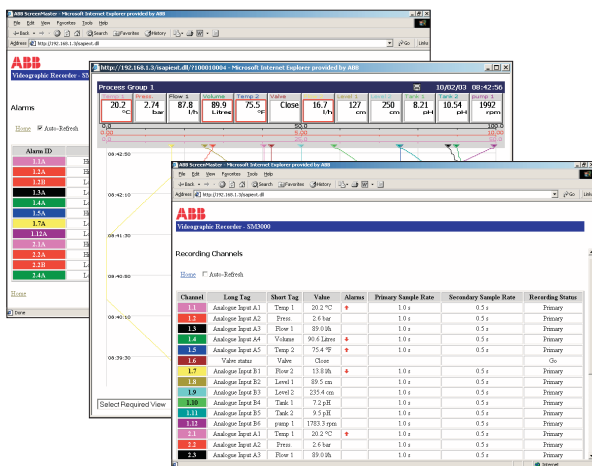 ABB ScreenMaster - Microsoft Internet Explorer provided by ABB
File Edit View Favorites Tools Help
Back Search Favorites History
Address http://192.168.1.3/isapiext.dll Go Links
ABB
Videographic Recorder - SM
Alarms
Home Auto-Refresh
Alarm ID
1.1A
1.2A
1.2B
1.3A
1.4A
1.5A
1.7A
1.12A
2.1A
2.2A
2.2B
2.4A
Home
Done
http://192.168.1.3/isapiext.dll/?100010004 - Microsoft Internet Explorer provided by ABB
Process Group 1 10/02/03 08:42:56
Temp 1 Press. Flow 1 Volume Temp 2 Valve Level 1 Tank 1 Tank 2 pump 1
20.2 2.74 87.8 89.9 75.5 Close 16.7 127 250 8.21 10.54 1992
°C bar l/h Litres °F l/h cm cm pH pH rpm
08:42:50
08:42:10
08:41:30
08:40:50
08:40:10
08:39:30
Select Required View
ABB ScreenMaster - Microsoft Internet Explorer provided by ABB
File Edit View Favorites Tools Help
Back Search Favorites History
Address http://192.168.1.3/isapiext.dll Go Links
ABB
Videographic Recorder - SM3000
Recording Channels
Home Auto-Refresh
Channel Long Tag Short Tag Value Alarms Primary Sample Rate Secondary Sample Rate Recording Status
1.1 Analogue Input A1 Temp 1 20.2 °C 1.0 s 0.5 s Primary
1.2 Analogue Input A2 Press. 2.6 bar 1.0 s 0.5 s Primary
1.3 Analogue Input A3 Flow 1 89.0 l/h 1.0 s 0.5 s Primary
1.4 Analogue Input A4 Volume 90.6 Litres 1.0 s 0.5 s Primary
1.5 Analogue Input A5 Temp 2 75.4 °F 1.0 s 0.5 s Primary
1.6 Valve status Valve Close Go
1.7 Analogue Input B1 Flow 2 13.8 l/h 1.0 s 0.5 s Primary
1.8 Analogue Input B2 Level 1 89.5 cm 1.0 s 0.5 s Primary
1.9 Analogue Input B3 Level 2 235.4 cm 1.0 s 0.5 s Primary
1.10 Analogue Input B4 Tank 1 7.2 pH 1.0 s 0.5 s Primary
1.11 Analogue Input B5 Tank 2 9.5 pH 1.0 s 0.5 s Primary
1.12 Analogue Input B6 pump 1 1783.3 rpm 1.0 s 0.5 s Primary
2.1 Analogue Input A1 Temp 1 20.2 °C 1.0 s 0.5 s Primary
2.2 Analogue Input A2 Press. 2.6 bar 1.0 s 0.5 s Primary
2.3 Analogue Input A3 Flow 1 89.0 l/h 1.0 s 0.5 s Primary
Internet